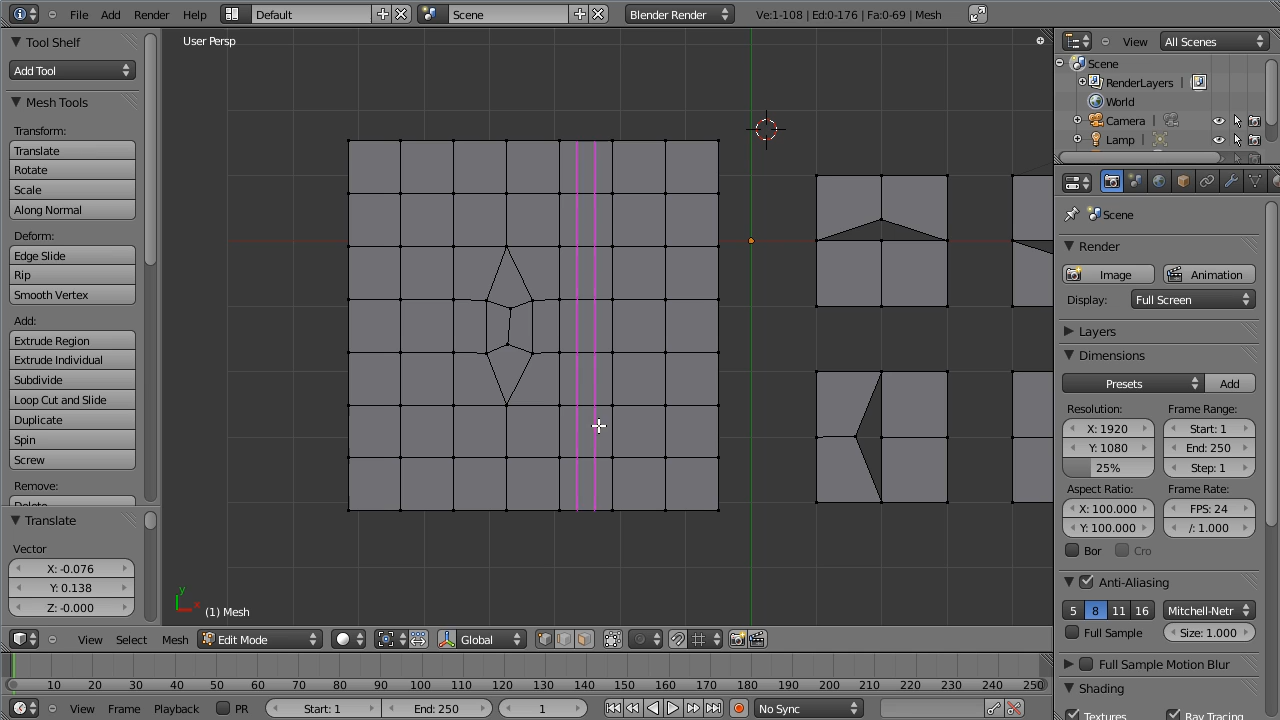 File Add Render Help Default Scene Blender Render Ve:1-108 | Ed:0-176 | Fa:0-69 | Mesh
Tool Shelf
Add Tool
Mesh Tools
Transform:
Translate
Rotate
Scale
Along Normal
Deform:
Edge Slide
Rip
Smooth Vertex
Add:
Extrude Region
Extrude Individual
Subdivide
Loop Cut and Slide
Duplicate
Spin
Screw
Remove:
Translate
Vector
X: -0.076
Y: 0.138
Z: -0.000
User Persp
y
x
(1) Mesh
View Select Mesh Edit Mode Global
View All Scenes
Scene
RenderLayers |
World
Camera |
Lamp |
Scene
Render
Image Animation
Display: Full Screen
Layers
Dimensions
Presets Add
Resolution: Frame Range:
X: 1920 Start: 1
Y: 1080 End: 250
25% Step: 1
Aspect Ratio: Frame Rate:
X: 100.000 FPS: 24
Y: 100.000 /: 1.000
Bor Cro
Anti-Aliasing
5 8 11 16 Mitchell-Netr
Full Sample Size: 1.000
Full Sample Motion Blur
Shading
Textures Ray Tracing
10 20 30 40 50 60 70 80 90 100 110 120 130 140 150 160 170 180 190 200 210 220 230 240 250
View Frame Playback PR Start: 1 End: 250 1 No Sync